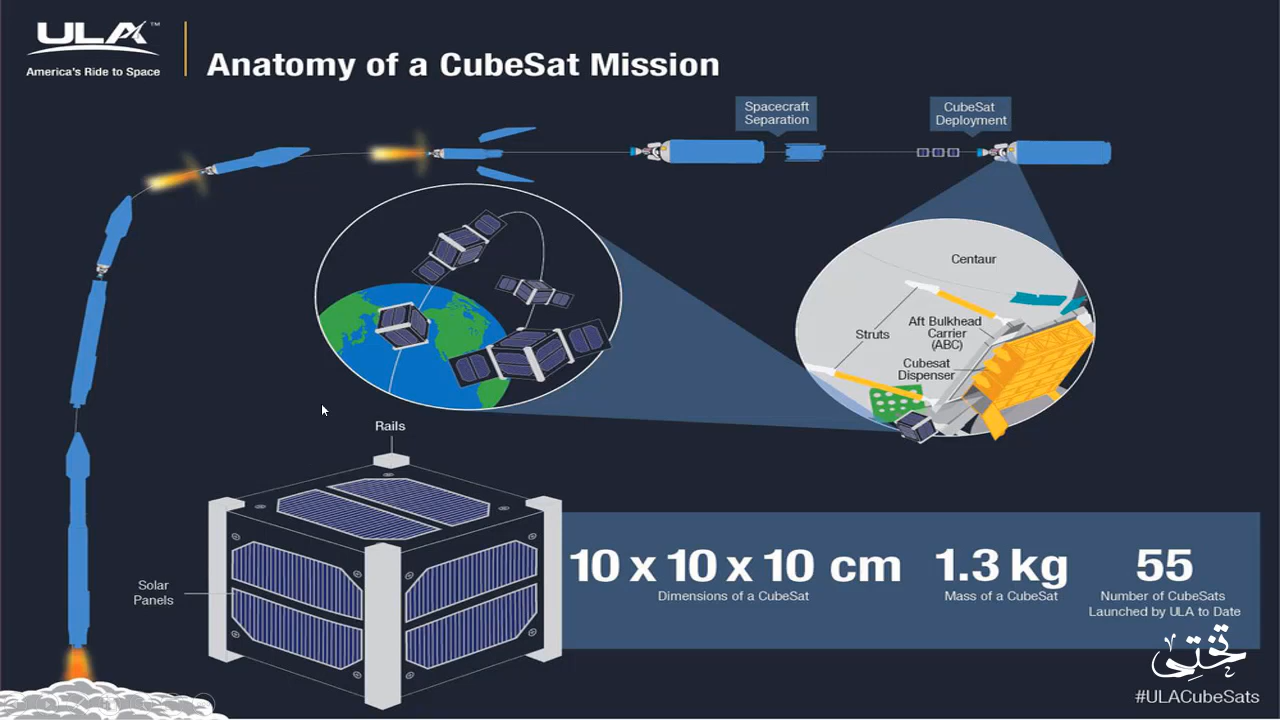 ULA™
America's Ride to Space
Anatomy of a CubeSat Mission
Spacecraft
Separation
CubeSat
Deployment
Centaur
Struts
Aft Bulkhead
Carrier
(ABC)
Cubesat
Dispenser
Rails
Solar
Panels
10 x 10 x 10 cm
Dimensions of a CubeSat
1.3 kg
Mass of a CubeSat
55
Number of CubeSats
Launched by ULA to Date
تختی
#ULACubeSats